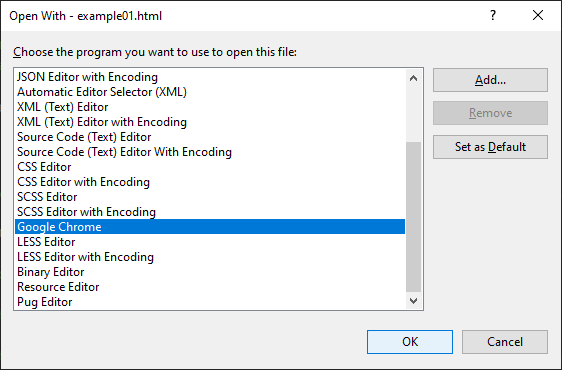 Open With - example01.html
?
Choose the program you want to use to open this file:
JSON Editor with Encoding
Automatic Editor Selector (XML)
XML (Text) Editor
XML (Text) Editor with Encoding
Source Code (Text) Editor
Source Code (Text) Editor With Encoding
CSS Editor
CSS Editor with Encoding
SCSS Editor
SCSS Editor with Encoding
Google Chrome
LESS Editor
LESS Editor with Encoding
Binary Editor
Resource Editor
Pug Editor
Add...
Remove
Set as Default
OK
Cancel